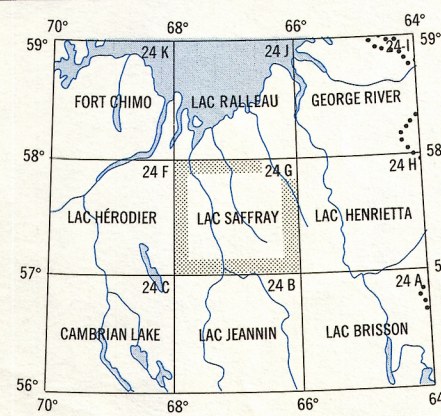 70° 68° 66° 64°
59° 24 K 24 J 24-I 59°
FORT CHIMO LAC RALLEAU GEORGE RIVER
58° 24 F 24 G 24 H 58
LAC HÉRODIER LAC SAFFRAY LAC HENRIETTA
57° 24 C 24 B 24 A 5
CAMBRIAN LAKE LAC JEANNIN LAC BRISSON
56°
70° 68° 66° 64